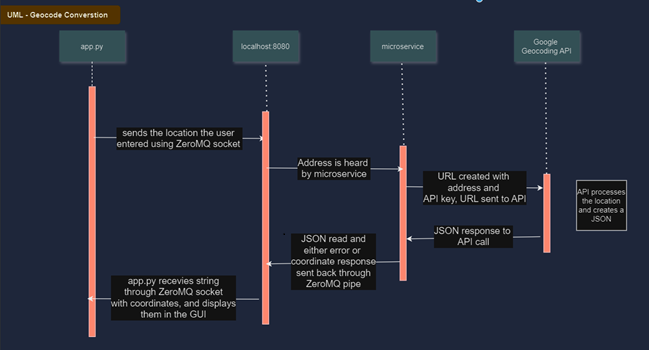 UML - Geocode Converstion
app.py
localhost:8080
microservice
Google
Geocoding API
sends the location the user
entered using ZeroMQ socket
Address is heard
by microservice
URL created with
address and
API key, URL sent to API
API processes
the location
and creates a
JSON
JSON response to
API call
JSON read and
either error or
coordinate response
sent back through
ZeroMQ pipe
app.py recevies string
through ZeroMQ socket
with coordinates, and displays
them in the GUI